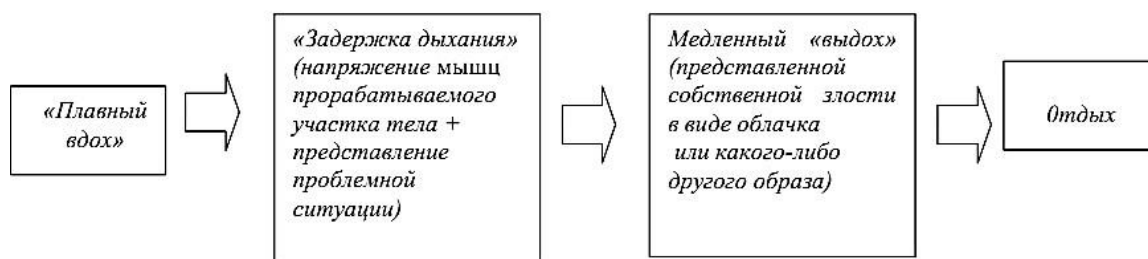 «Плавный
вдох»
«Задержка дыхания»
(напряжение мышц
прорабатываемого
участка тела +
представление
проблемной
ситуации)
Медленный «выдох»
(представленной
собственной злости
в виде облачка
или какого-либо
другого образа)
Отдых